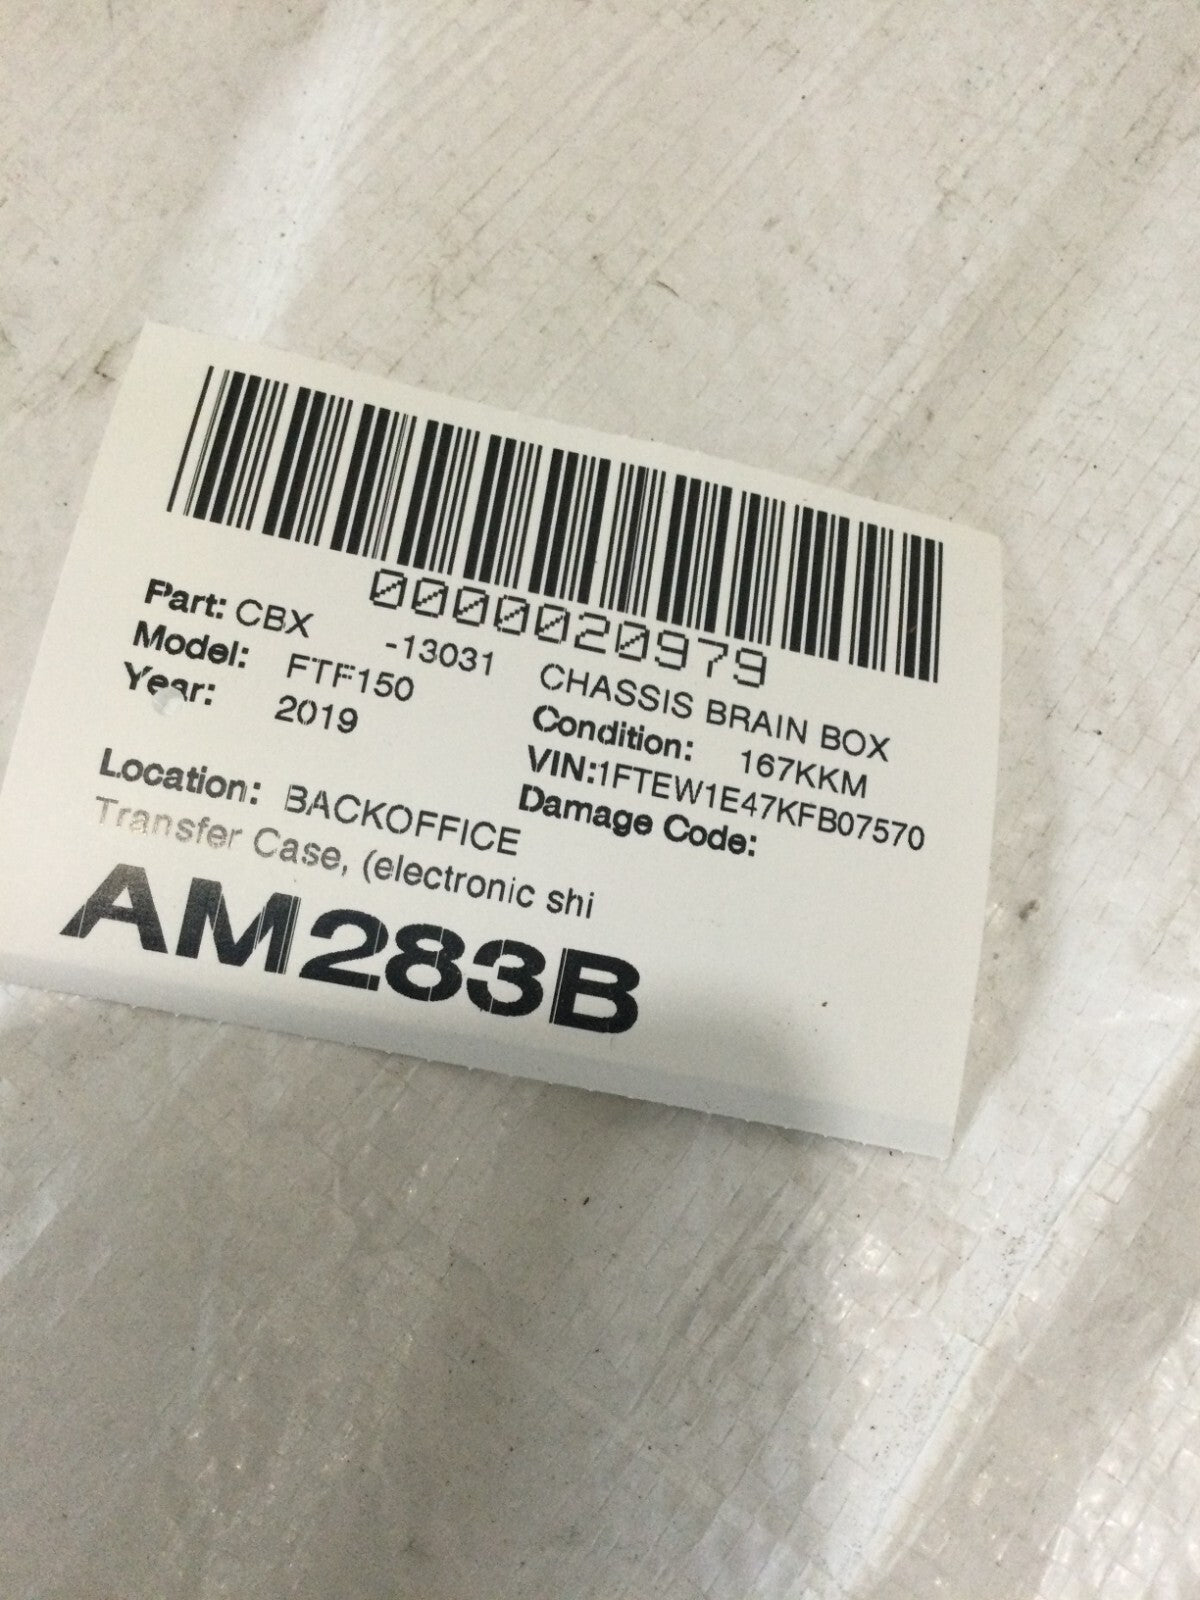 0000020979
Part: CBX -13031 CHASSIS BRAIN BOX
Model: FTF150 Condition: 167KKM
Year: 2019 VIN:1FTEW1E47KFB07570
Damage Code:
Location: BACKOFFICE
Transfer Case, (electronic shi
AM283B